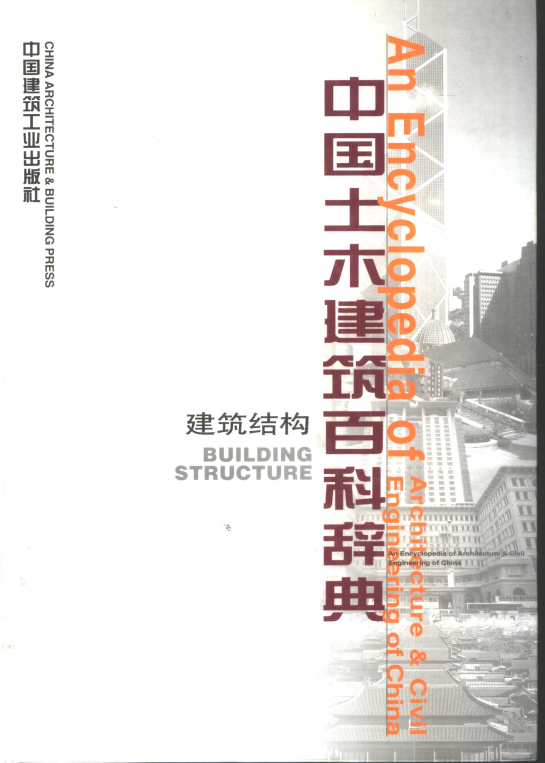 中国建筑工业出版社
CHINA ARCHITECTURE & BUILDING PRESS
中国土木建筑百科辞典
An Encyclopedia of
Architecture & Civil
Engineering of China
建筑结构
BUILDING
STRUCTURE
An Encyclopedia of Architecture & Civil
Engineering of China